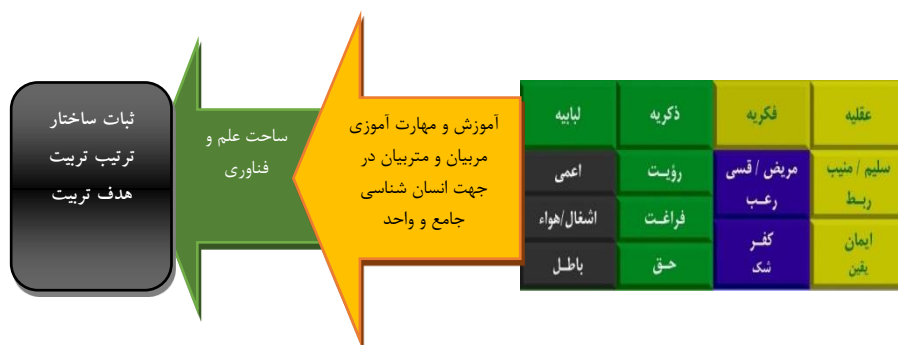 عقلیه
فکریه
ذکریه
لبابیه
سلیم / منیب
ربط
مریض / قسی
رعب
رؤیت
اعمی
فراغت
اشغال/هواء
ایمان
یقین
کفر
شک
حق
باطل
آموزش و مهارت آموزی
مربیان و متربیان در
جهت انسان شناسی
جامع و واحد
ساحت علم و
فناوری
ثبات ساختار
ترتیب تربیت
هدف تربیت